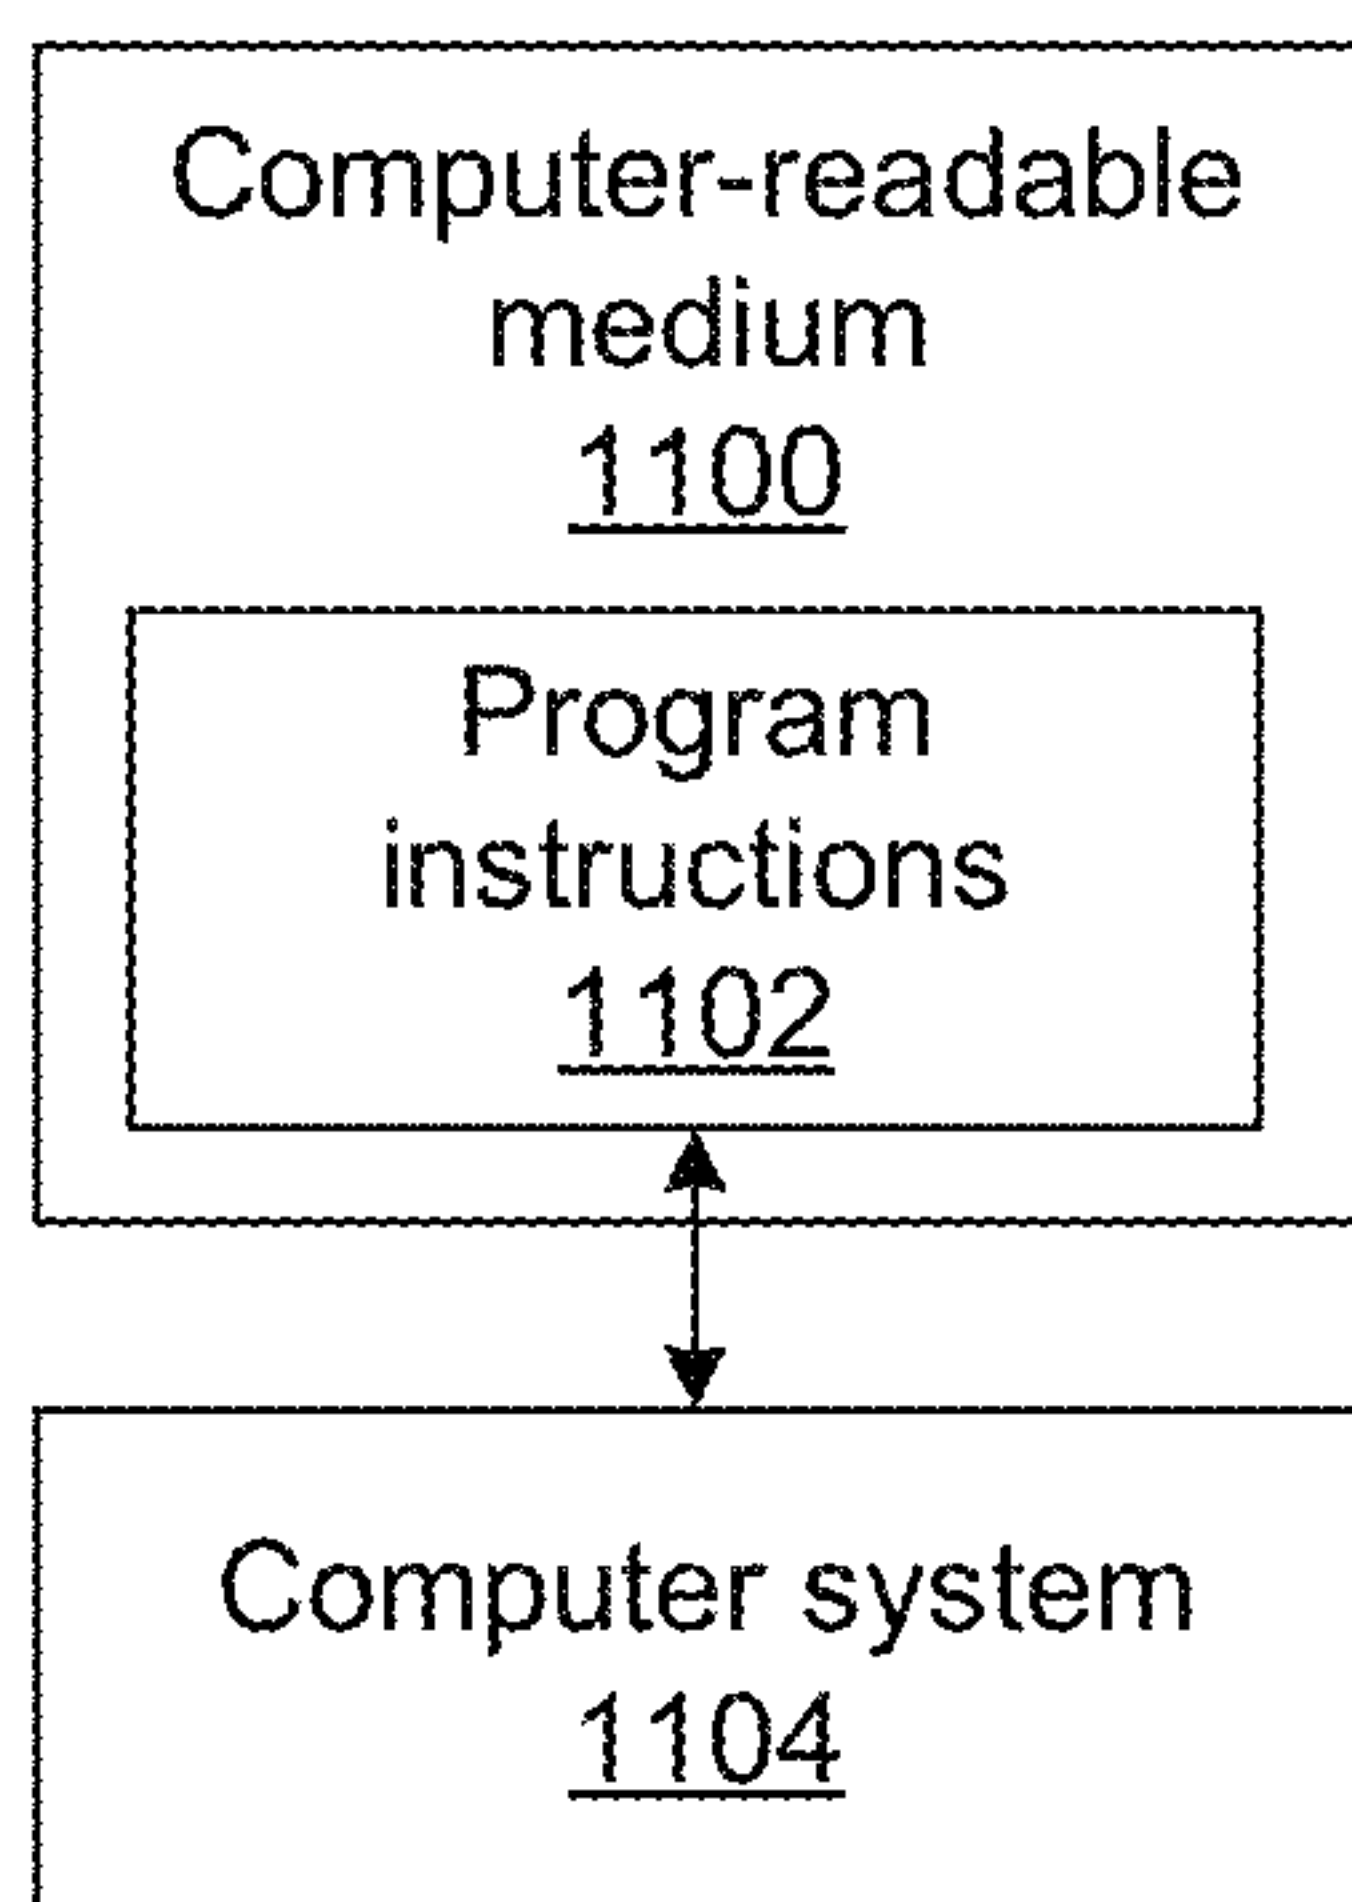 Computer-readable
medium
1100
Program
instructions
1102
Computer system
1104